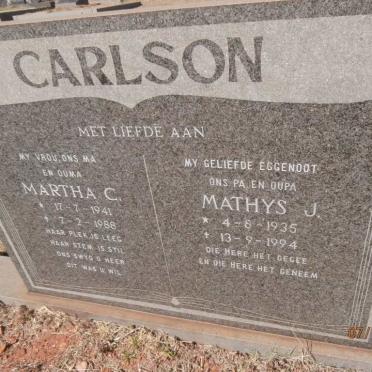 CARLSON
MET LIEFDE AAN
MY VROU, ONS MA
EN OUMA
MARTHA C.
* 17-7-1941
† 7-2-1988
HAAR PLEK IS LEEG
HAAR STEM IS STIL
ONS SWYG O HEER
DIT WAS U WIL
MY GELIEFDE EGGENOOT
ONS PA EN OUPA
MATHYS J.
* 4-8-1935
† 13-9-1994
DIE HERE HET GEGEE
EN DIE HERE HET GENEEM
07